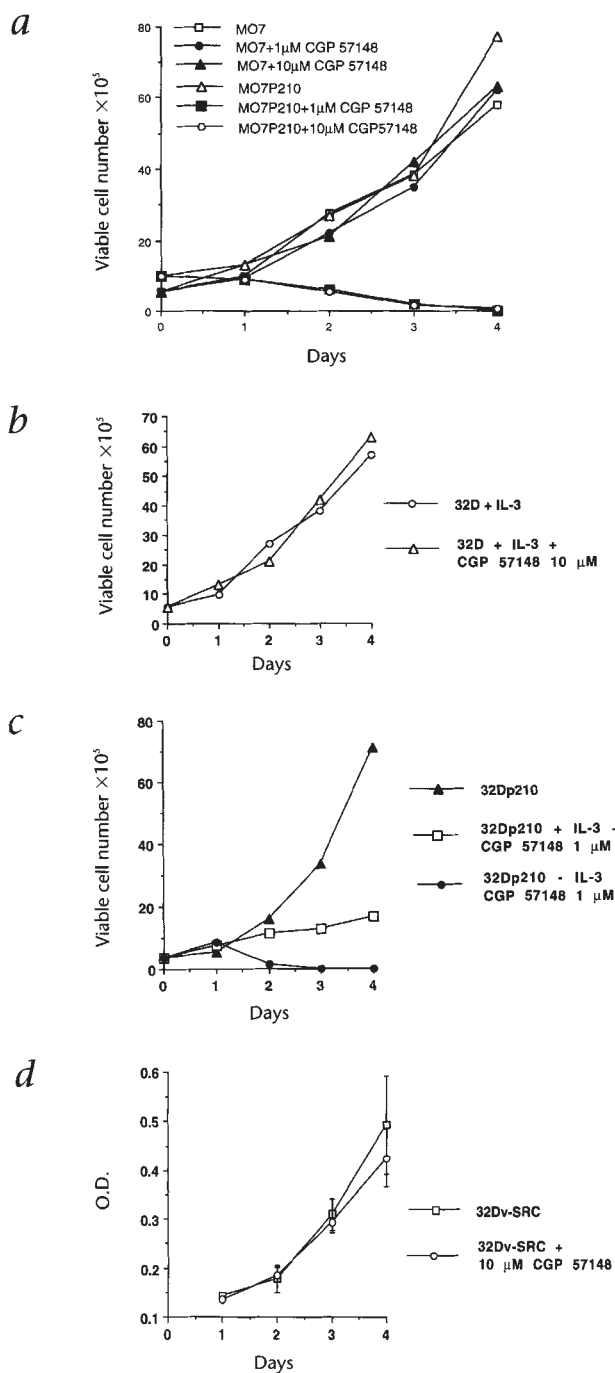 a
MO7
MO7+1μM CGP 57148
MO7+10μM CGP 57148
MO7P210
MO7P210+1μM CGP 57148
MO7P210+10μM CGP57148
Viable cell number ×10⁵
80
60
40
20
0
0 1 2 3 4
Days
b
Viable cell number ×10⁵
70
60
50
40
30
20
10
0
0 1 2 3 4
Days
32D + IL-3
32D + IL-3 +
CGP 57148 10 μM
c
Viable cell number ×10⁵
80
60
40
20
0
0 1 2 3 4
Days
32Dp210
32Dp210 + IL-3 -
CGP 57148 1 μM
32Dp210 - IL-3
CGP 57148 1 μM
d
O.D.
0.6
0.5
0.4
0.3
0.2
0.1
0 1 2 3 4
Days
32Dv-SRC
32Dv-SRC +
10 μM CGP 57148